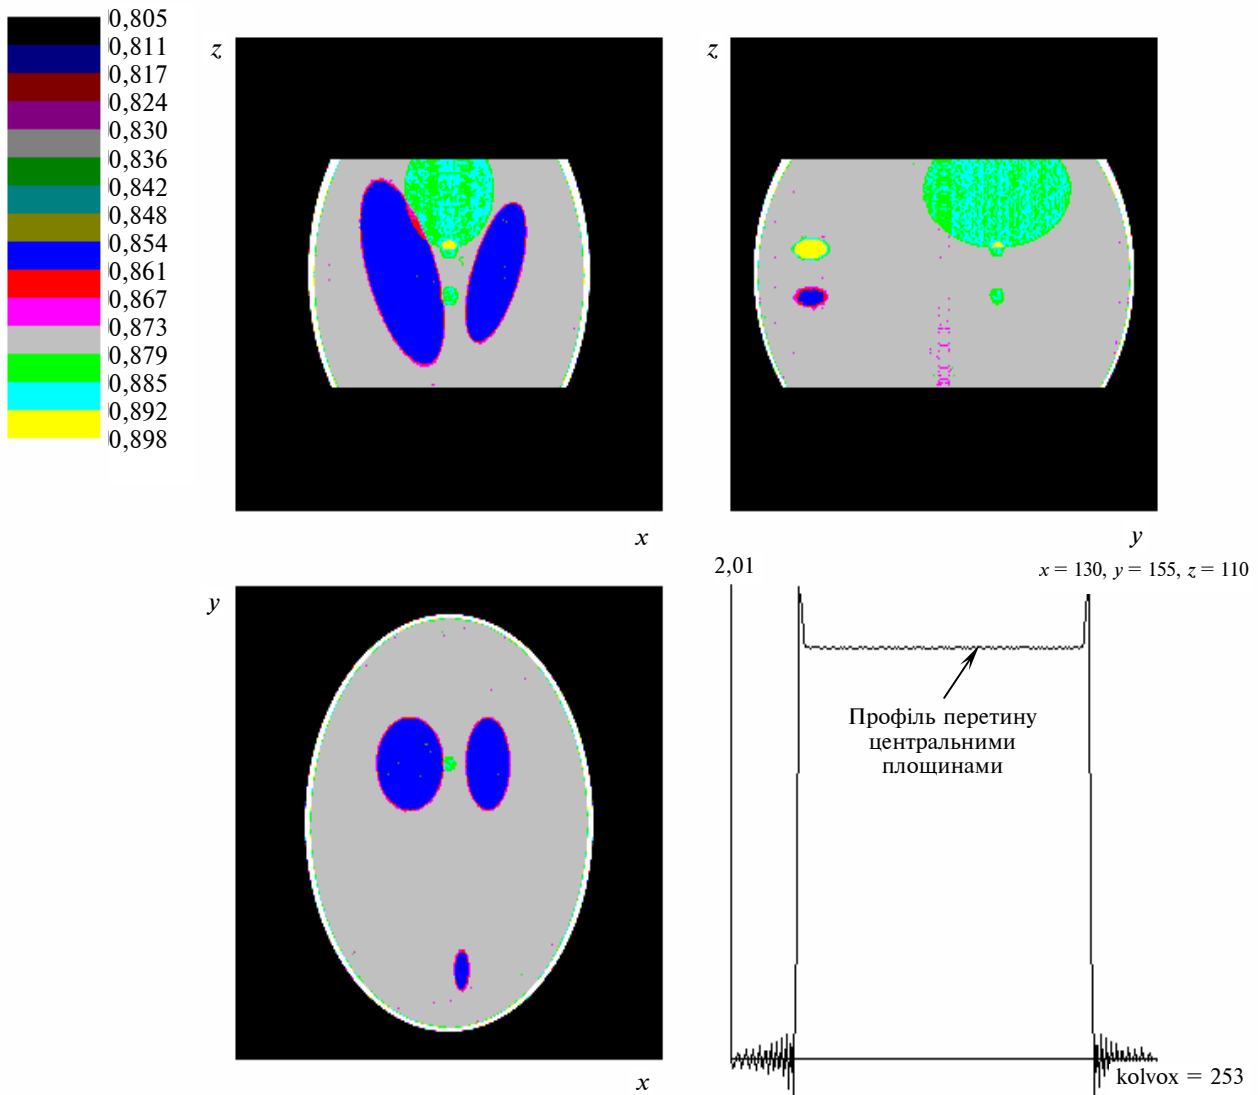 0,805
0,811
0,817
0,824
0,830
0,836
0,842
0,848
0,854
0,861
0,867
0,873
0,879
0,885
0,892
0,898
z
x
z
y
y
x
2,01
x = 130, y = 155, z = 110
Профіль перетину
центральними
площинами
kolvox = 253